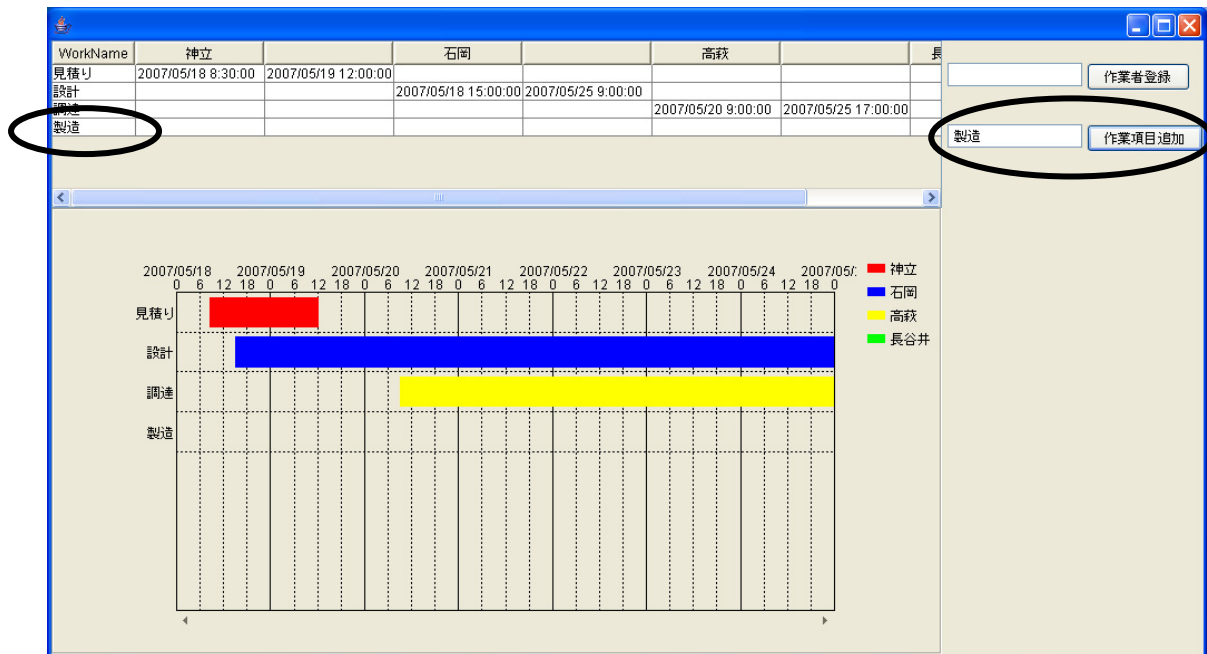 WorkName 神立 石岡 高萩
見積り 2007/05/18 8:30:00 2007/05/19 12:00:00
設計 2007/05/18 15:00:00 2007/05/25 9:00:00
調達 2007/05/20 9:00:00 2007/05/25 17:00:00
製造
作業者登録
製造 作業項目追加
2007/05/18 2007/05/19 2007/05/20 2007/05/21 2007/05/22 2007/05/23 2007/05/24 2007/05/
0 6 12 18 0 6 12 18 0 6 12 18 0 6 12 18 0 6 12 18 0 6 12 18 0 6 12 18 0
見積り
設計
調達
製造
神立
石岡
高萩
長谷井